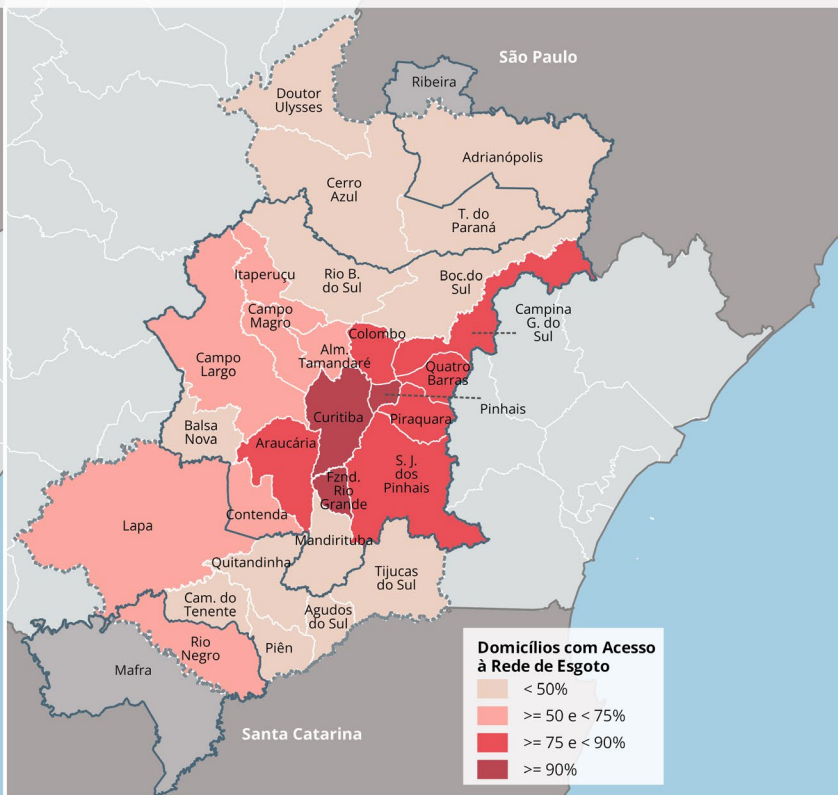 São Paulo
Ribeira
Doutor
Ulysses
Adrianópolis
Cerro
Azul
T. do
Paraná
Itaperuçu
Rio B.
do Sul
Boc.do
Sul
Campo
Magro
Campina
G. do
Sul
Colombo
Alm.
Tamandaré
Campo
Largo
Quatro
Barras
Pinhais
Curitiba
Piraquara
Balsa
Nova
Araucária
S. J.
dos
Pinhais
Fznd.
Rio
Grande
Contenda
Lapa
Mandirituba
Quitandinha
Tijucas
do Sul
Cam. do
Tenente
Agudos
do Sul
Rio
Negro
Piên
Mafra
Santa Catarina
Domicílios com Acesso
à Rede de Esgoto
< 50%
>= 50 e < 75%
>= 75 e < 90%
>= 90%